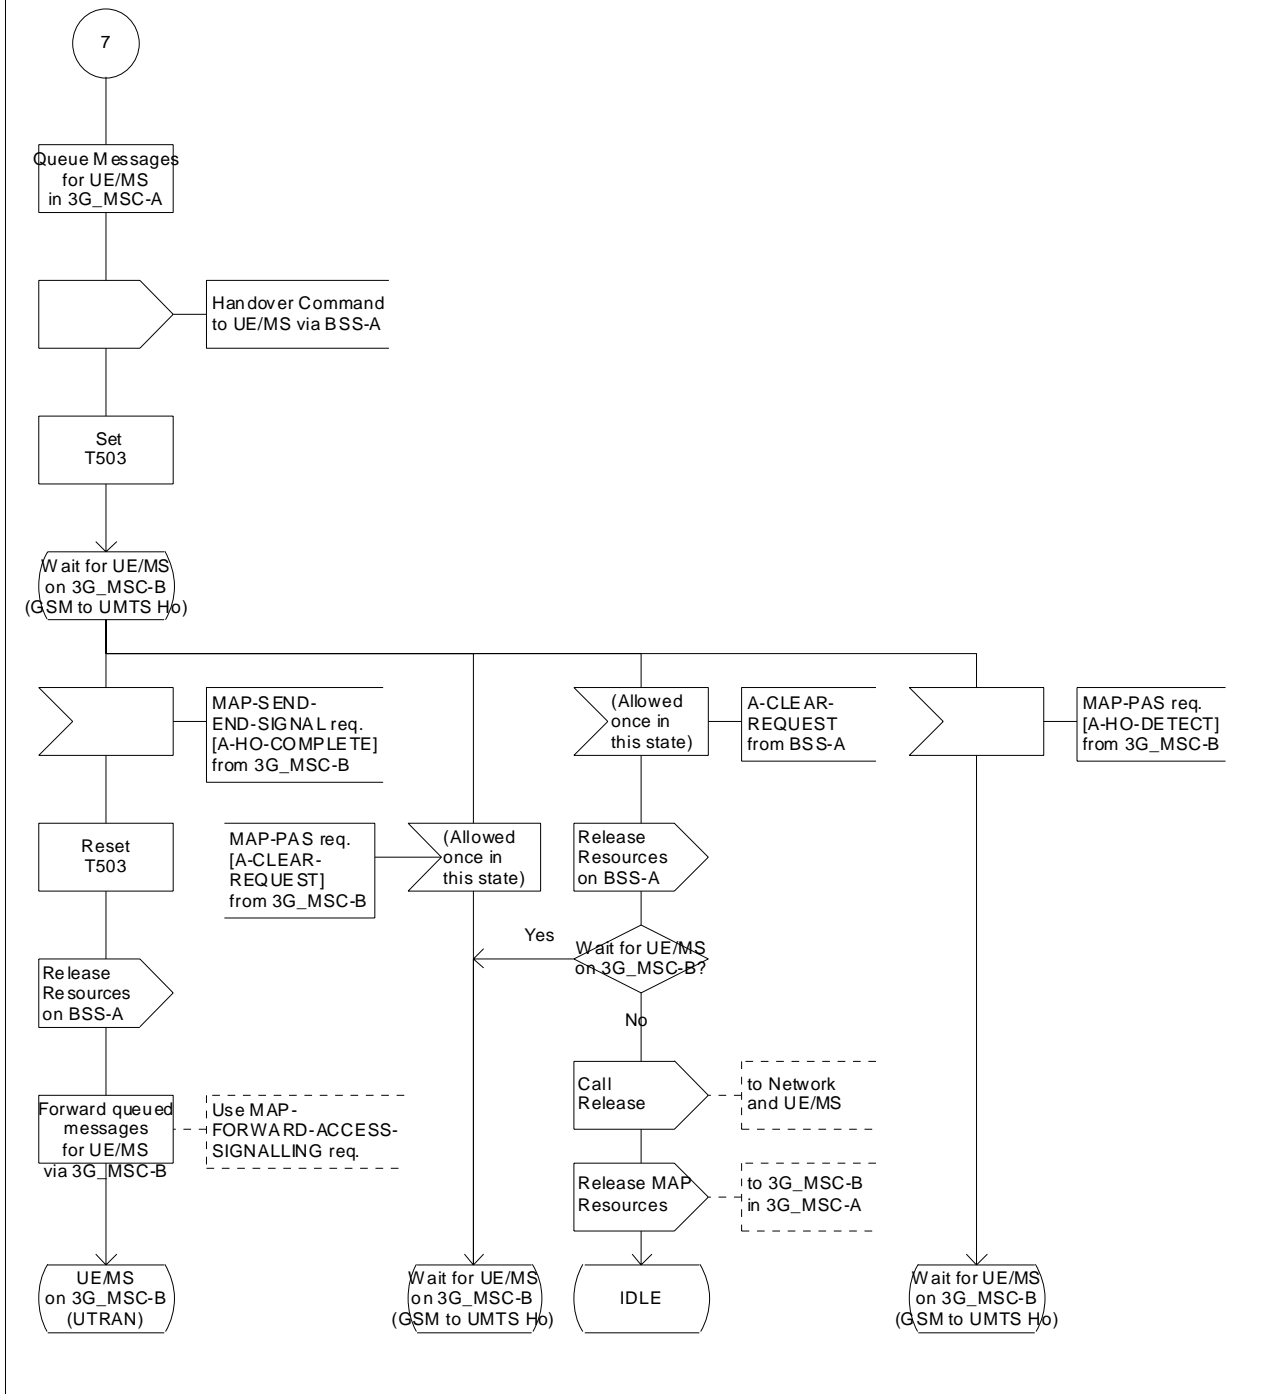 7
Queue Messages
for UE/MS
in 3G_MSC-A
Handover Command
to UE/MS via BSS-A
Set
T503
Wait for UE/MS
on 3G_MSC-B
(GSM to UMTS Ho)
MAP-SEND-
END-SIGNAL req.
[A-HO-COMPLETE]
from 3G_MSC-B
(Allowed
once in
this state)
A-CLEAR-
REQUEST
from BSS-A
MAP-PAS req.
[A-HO-DETECT]
from 3G_MSC-B
Reset
T503
MAP-PAS req.
[A-CLEAR-
REQUEST]
from 3G_MSC-B
(Allowed
once in
this state)
Release
Resources
on BSS-A
Yes
Wait for UE/MS
on 3G_MSC-B?
No
Release
Resources
on BSS-A
Call
Release
to Network
and UE/MS
Forward queued
messages
for UE/MS
via 3G_MSC-B
Use MAP-
FORWARD-ACCESS-
SIGNALLING req.
Release MAP
Resources
to 3G_MSC-B
in 3G_MSC-A
UE/MS
on 3G_MSC-B
(UTRAN)
Wait for UE/MS
on 3G_MSC-B
(GSM to UMTS Ho)
IDLE
Wait for UE/MS
on 3G_MSC-B
(GSM to UMTS Ho)